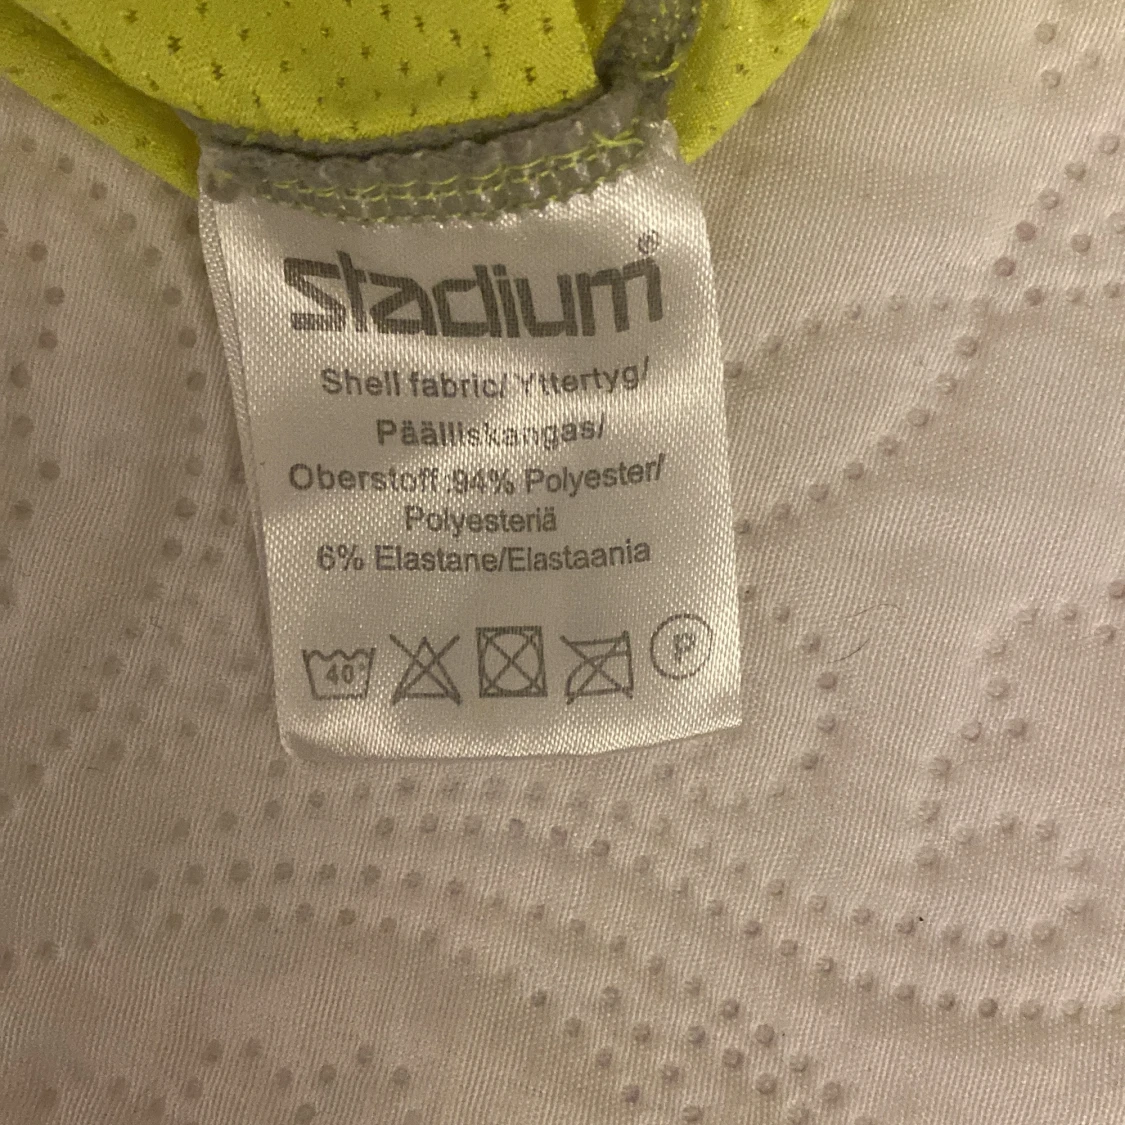 stadium®
Shell fabric/ Yttertyg/
Päälliskangas/
Oberstoff:94% Polyester/
Polyesteriä
6% Elastane/Elastaania
40° P